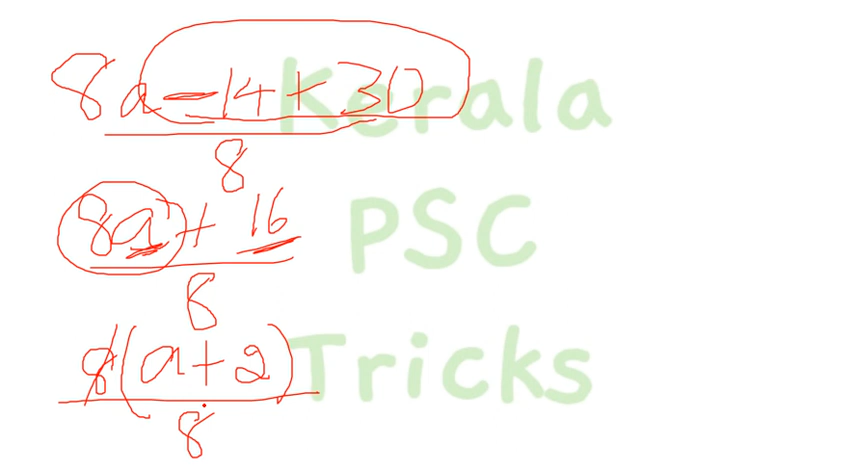 8a - 14 + 30
8
8a + 16
8
8(a + 2)
8
Kerala
PSC
Tricks